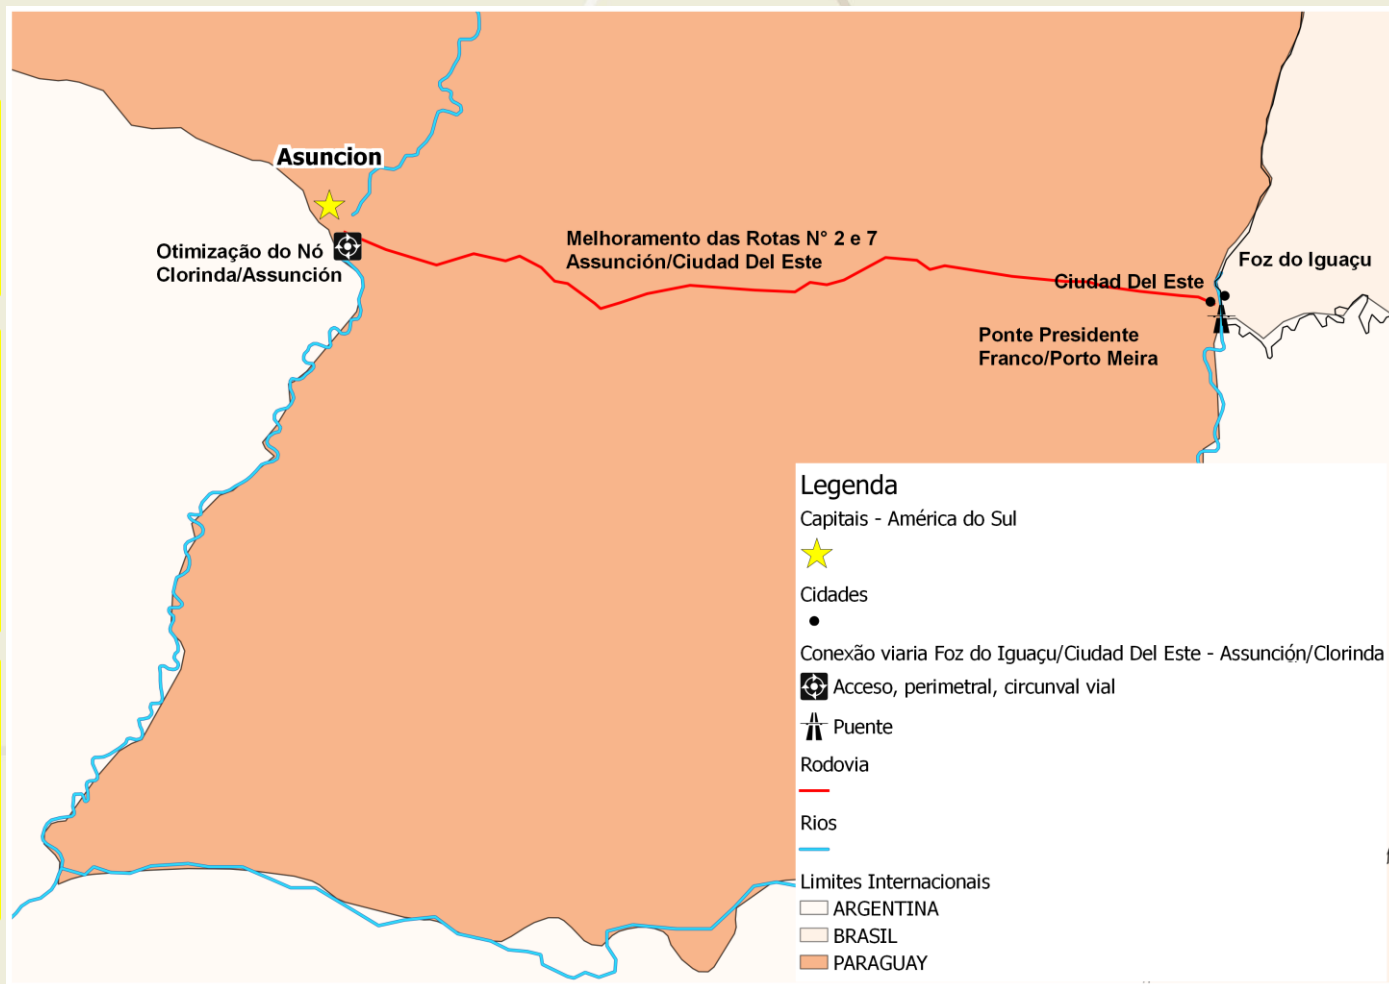 Asuncion
Otimização do Nó
Clorinda/Assunción
Melhoramento das Rotas N° 2 e 7
Assunción/Ciudad Del Este
Foz do Iguaçu
Ciudad Del Este
Ponte Presidente
Franco/Porto Meira
Legenda
Capitais - América do Sul
Cidades
Conexão viaria Foz do Iguaçu/Ciudad Del Este - Assunción/Clorinda
Acceso, perimetral, circunval vial
Puente
Rodovia
Rios
Limites Internacionais
ARGENTINA
BRASIL
PARAGUAY